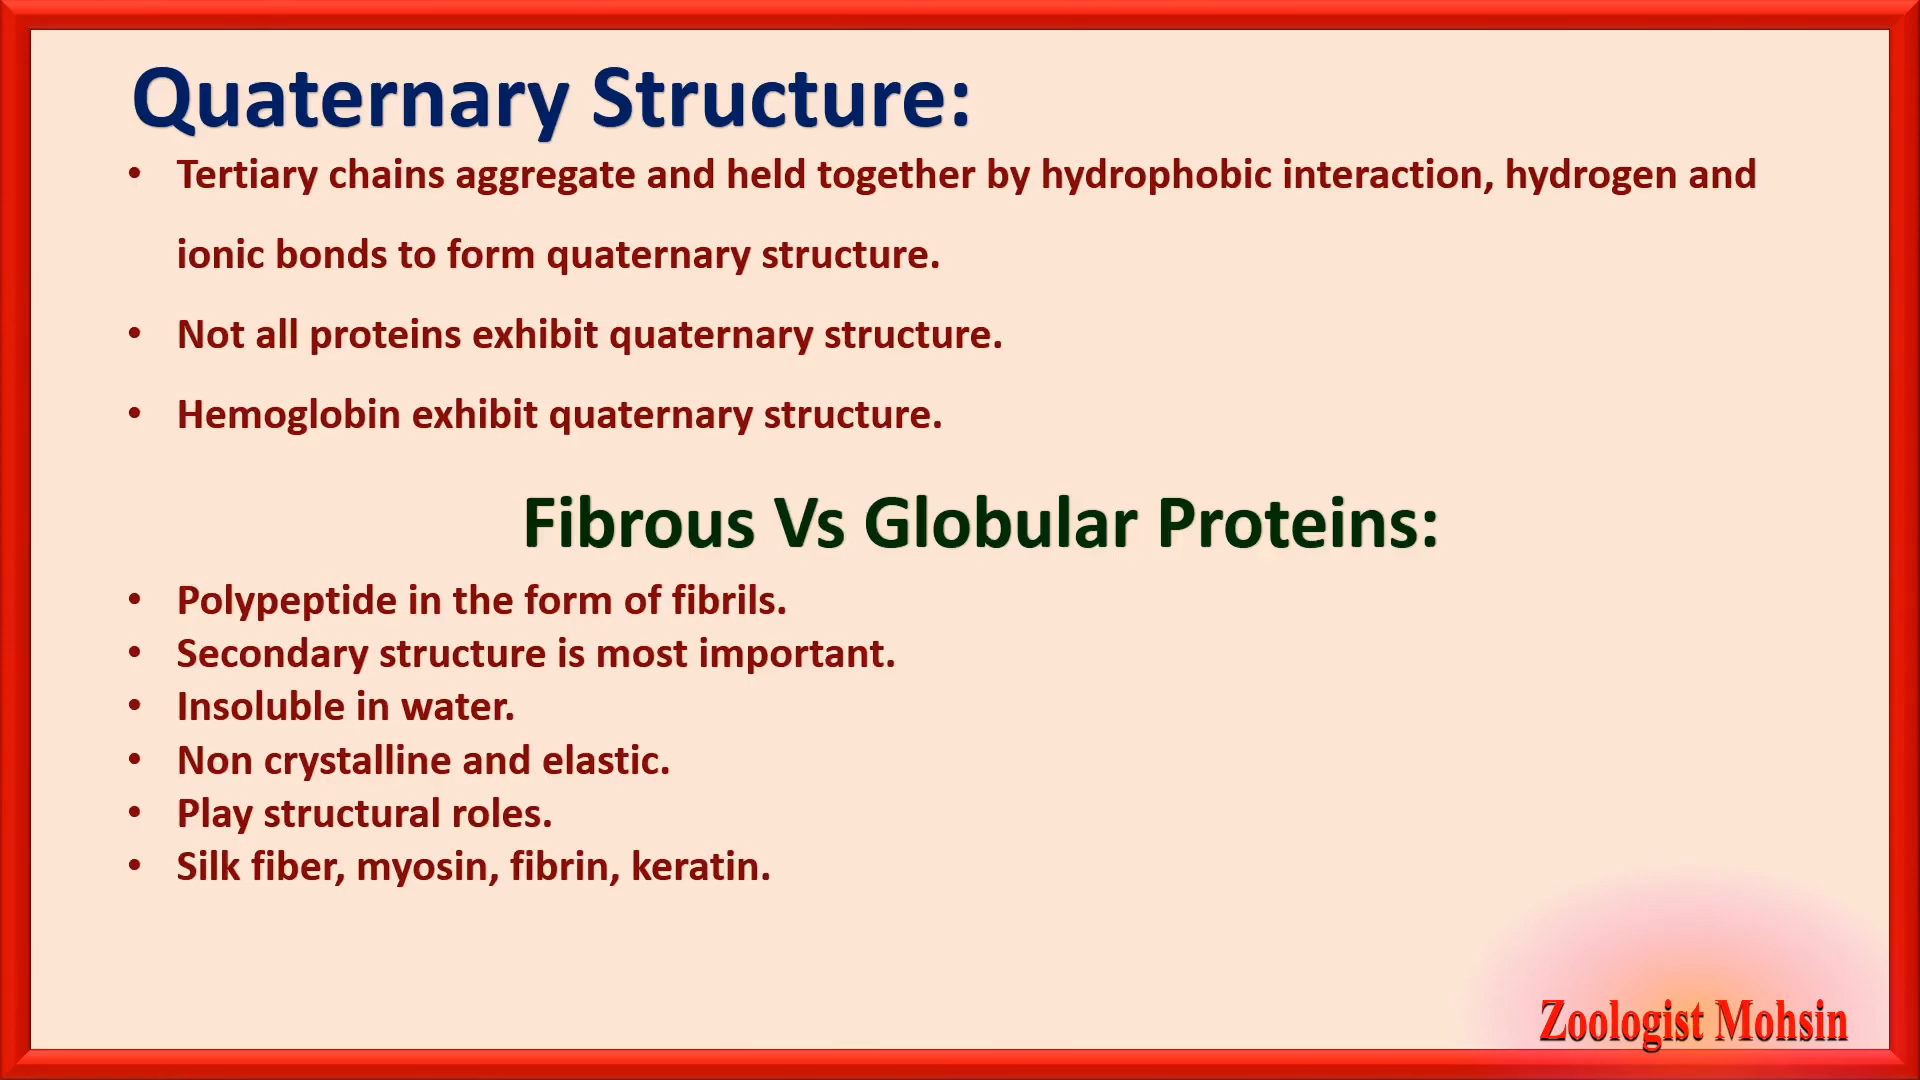 Quaternary Structure:
• Tertiary chains aggregate and held together by hydrophobic interaction, hydrogen and
ionic bonds to form quaternary structure.
• Not all proteins exhibit quaternary structure.
• Hemoglobin exhibit quaternary structure.
Fibrous Vs Globular Proteins:
• Polypeptide in the form of fibrils.
• Secondary structure is most important.
• Insoluble in water.
• Non crystalline and elastic.
• Play structural roles.
• Silk fiber, myosin, fibrin, keratin.
Zoologist Mohsin